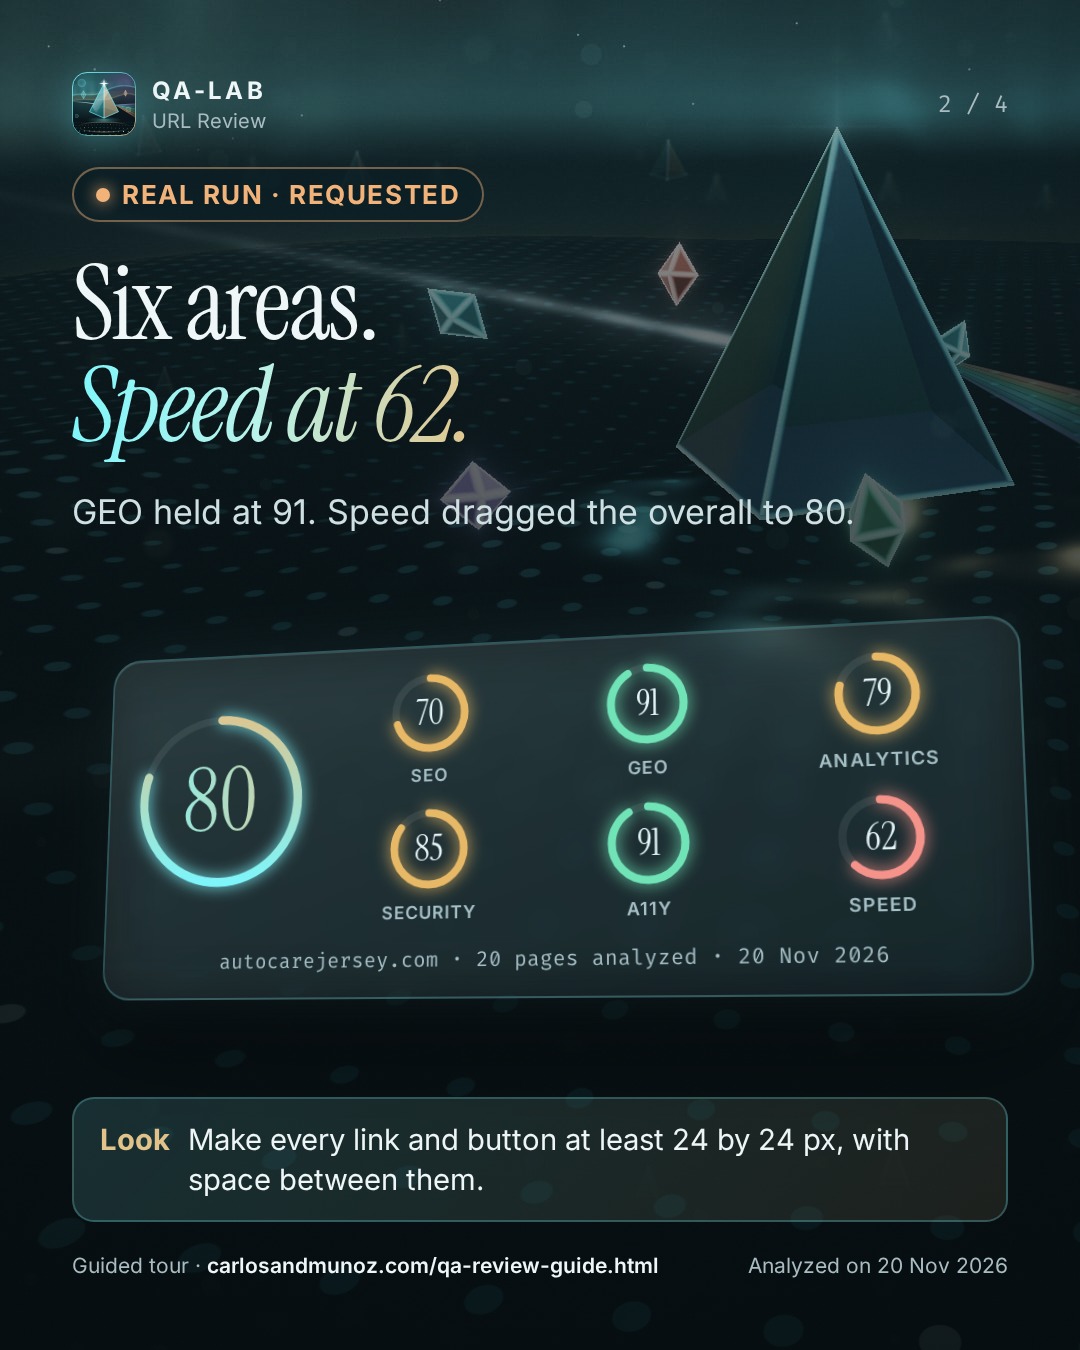 QA-LAB
URL Review
2 / 4
REAL RUN · REQUESTED
Six areas.
Speed at 62.
GEO held at 91. Speed dragged the overall to 80.
80
70
SEO
91
GEO
79
ANALYTICS
85
SECURITY
91
A11Y
62
SPEED
autocarejersey.com · 20 pages analyzed · 20 Nov 2026
Look Make every link and button at least 24 by 24 px, with
space between them.
Guided tour · carlosandmunoz.com/qa-review-guide.html
Analyzed on 20 Nov 2026